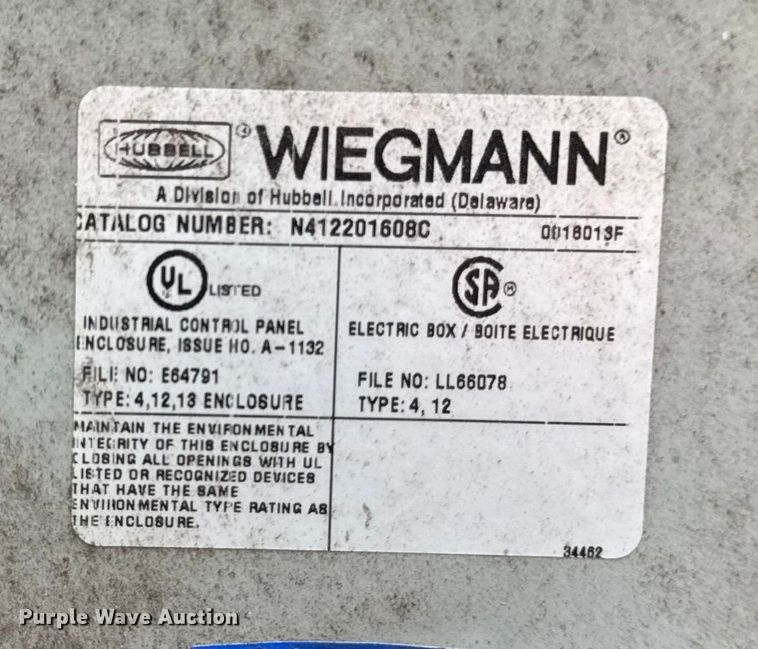 HUBBELL ® WIEGMANN ®
A Division of Hubbell Incorporated (Delaware)
CATALOG NUMBER: N412201608C 0016013F
UL LISTED
INDUSTRIAL CONTROL PANEL
ENCLOSURE, ISSUE NO. A-1132
FILE NO: E64791
TYPE: 4,12,13 ENCLOSURE
SA ®
ELECTRIC BOX / BOITE ELECTRIQUE
FILE NO: LL66078
TYPE: 4, 12
MAINTAIN THE ENVIRONMENTAL
INTEGRITY OF THIS ENCLOSURE BY
CLOSING ALL OPENINGS WITH UL
LISTED OR RECOGNIZED DEVICES
THAT HAVE THE SAME
ENVIRONMENTAL TYPE RATING AS
THE ENCLOSURE.
34462
Purple Wave Auction